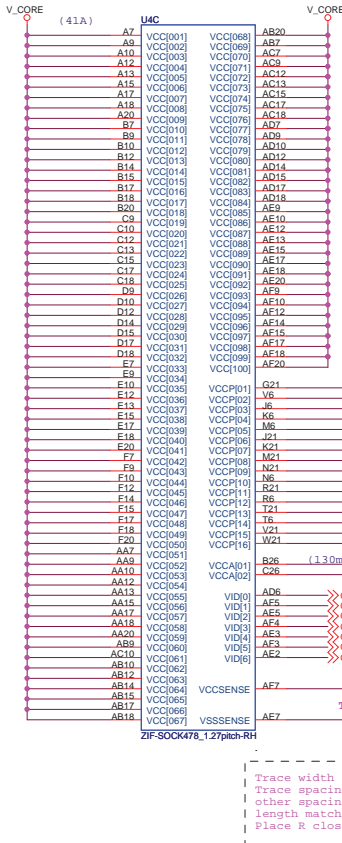 V_CORE (41A) V_CORE
U4C
A7 VCC[001] VCC[068] AB20
A9 VCC[002] VCC[069] AB7
A10 VCC[003] VCC[070] AC7
A12 VCC[004] VCC[071] AC9
A13 VCC[005] VCC[072] AC12
A15 VCC[006] VCC[073] AC13
A17 VCC[007] VCC[074] AC15
A18 VCC[008] VCC[075] AC17
A20 VCC[009] VCC[076] AC18
B7 VCC[010] VCC[077] AD7
B9 VCC[011] VCC[078] AD9
B10 VCC[012] VCC[079] AD10
B12 VCC[013] VCC[080] AD12
B14 VCC[014] VCC[081] AD14
B15 VCC[015] VCC[082] AD15
B17 VCC[016] VCC[083] AD17
B18 VCC[017] VCC[084] AD18
B20 VCC[018] VCC[085] AE9
C9 VCC[019] VCC[086] AE10
C10 VCC[020] VCC[087] AE12
C12 VCC[021] VCC[088] AE13
C13 VCC[022] VCC[089] AE15
C15 VCC[023] VCC[090] AE17
C17 VCC[024] VCC[091] AE18
C18 VCC[025] VCC[092] AE20
D9 VCC[026] VCC[093] AF9
D10 VCC[027] VCC[094] AF10
D12 VCC[028] VCC[095] AF12
D14 VCC[029] VCC[096] AF14
D15 VCC[030] VCC[097] AF15
D17 VCC[031] VCC[098] AF17
D18 VCC[032] VCC[099] AF18
E7 VCC[033] VCC[100] AF20
E9 VCC[034]
E10 VCC[035] VCCP[01] G21
E12 VCC[036] VCCP[02] V6
E13 VCC[037] VCCP[03] J6
E15 VCC[038] VCCP[04] K6
E17 VCC[039] VCCP[05] M6
E18 VCC[040] VCCP[06] J21
E20 VCC[041] VCCP[07] K21
F7 VCC[042] VCCP[08] M21
F9 VCC[043] VCCP[09] N21
F10 VCC[044] VCCP[10] N6
F12 VCC[045] VCCP[11] R21
F14 VCC[046] VCCP[12] R6
F15 VCC[047] VCCP[13] T21
F17 VCC[048] VCCP[14] T6
F18 VCC[049] VCCP[15] V21
F20 VCC[050] VCCP[16] W21
AA7 VCC[051]
AA9 VCC[052] VCCA[01] B26 (130m
AA10 VCC[053] VCCA[02] C26
AA12 VCC[054]
AA13 VCC[055] VID[0] AD6
AA15 VCC[056] VID[1] AF5
AA17 VCC[057] VID[2] AE5
AA18 VCC[058] VID[3] AF4
AA20 VCC[059] VID[4] AE3
AB9 VCC[060] VID[5] AF3
AC10 VCC[061] VID[6] AE2
AB10 VCC[062]
AB12 VCC[063]
AB14 VCC[064] VCCSENSE AF7
AB15 VCC[065]
AB17 VCC[066]
AB18 VCC[067] VSSSENSE AE7
ZIF-SOCK478_1.27pitch-RH
Trace width
Trace spacin
other spacin
length match
Place R clos